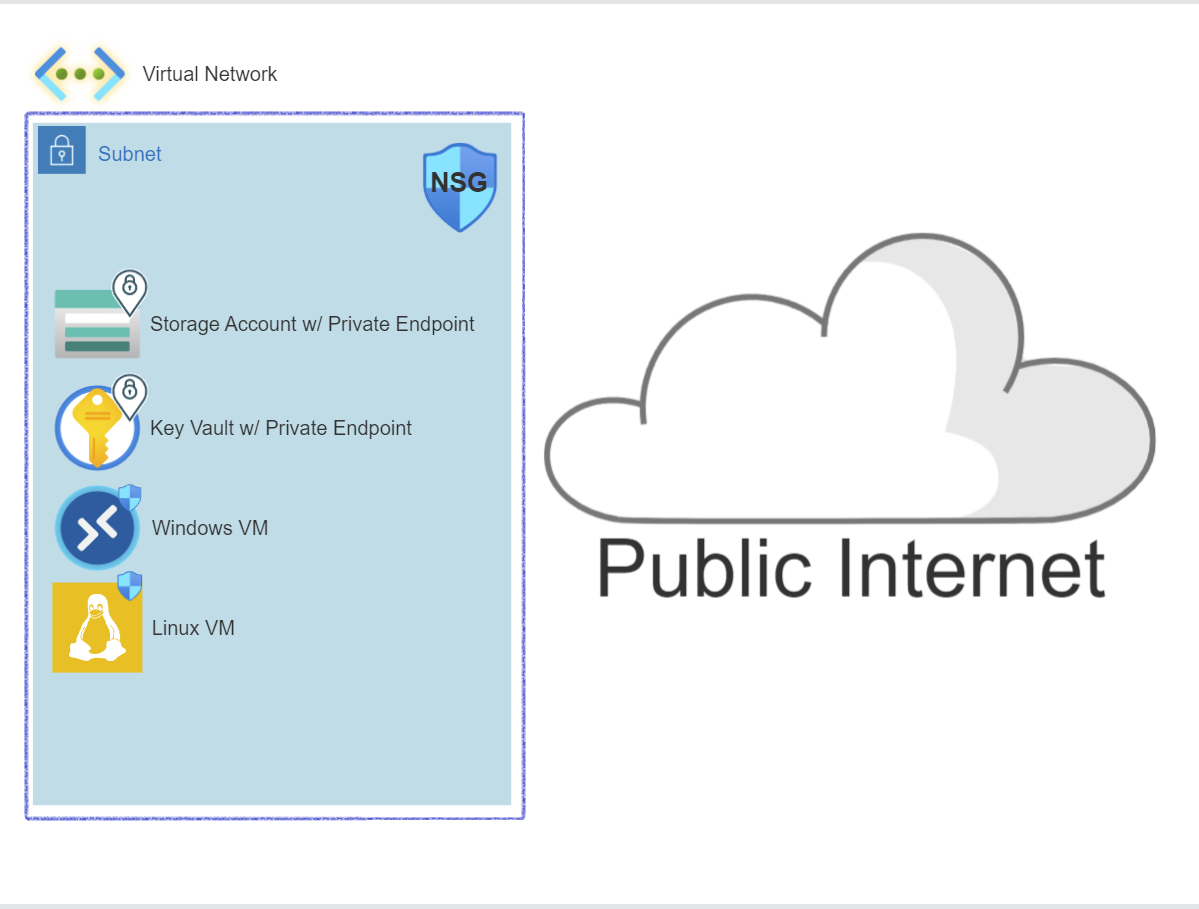 Virtual Network
Subnet
NSG
Storage Account w/ Private Endpoint
Key Vault w/ Private Endpoint
Windows VM
Linux VM
Public Internet